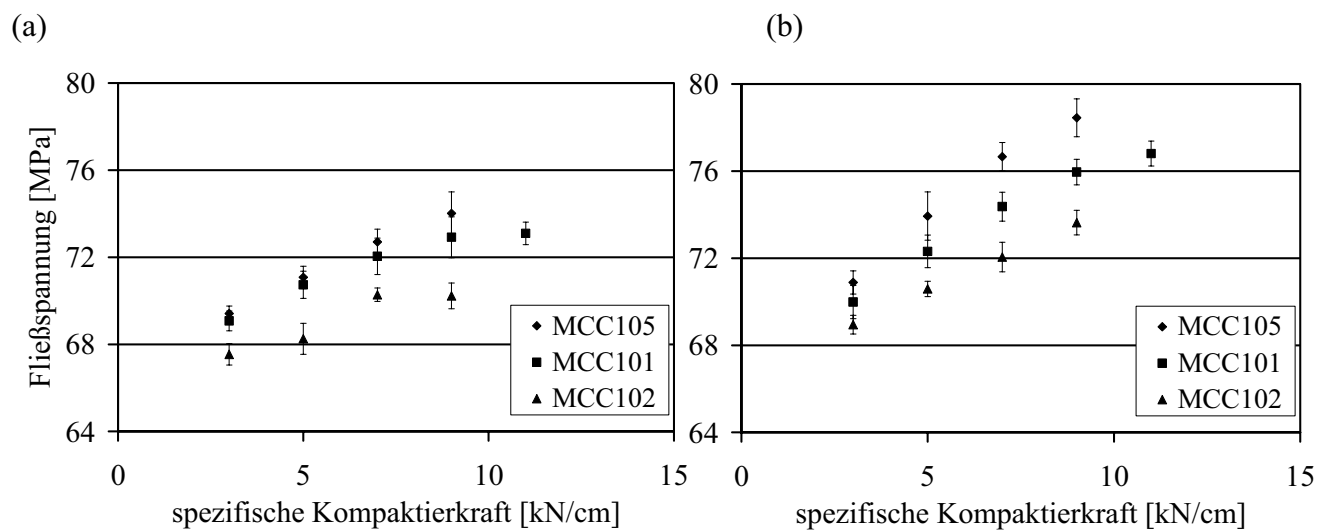 (a)
(b)
Fließspannung [MPa]
80
76
72
68
64
0
5
10
15
spezifische Kompaktierkraft [kN/cm]
MCC105
MCC101
MCC102
80
76
72
68
64
0
5
10
15
spezifische Kompaktierkraft [kN/cm]
MCC105
MCC101
MCC102